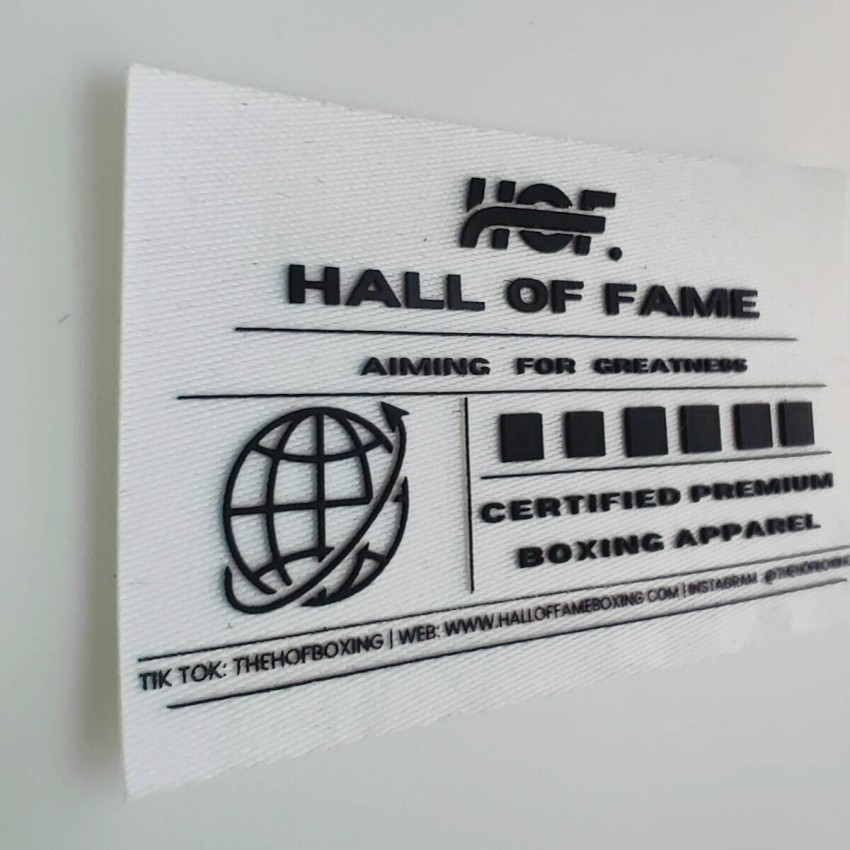 HOF.
HALL OF FAME
AIMING FOR GREATNESS
CERTIFIED PREMIUM
BOXING APPAREL
TIK TOK: THEHOFBOXING | WEB: WWW.HALLOFFAMEBOXING.COM | INSTAGRAM: @THEHOFBOXING